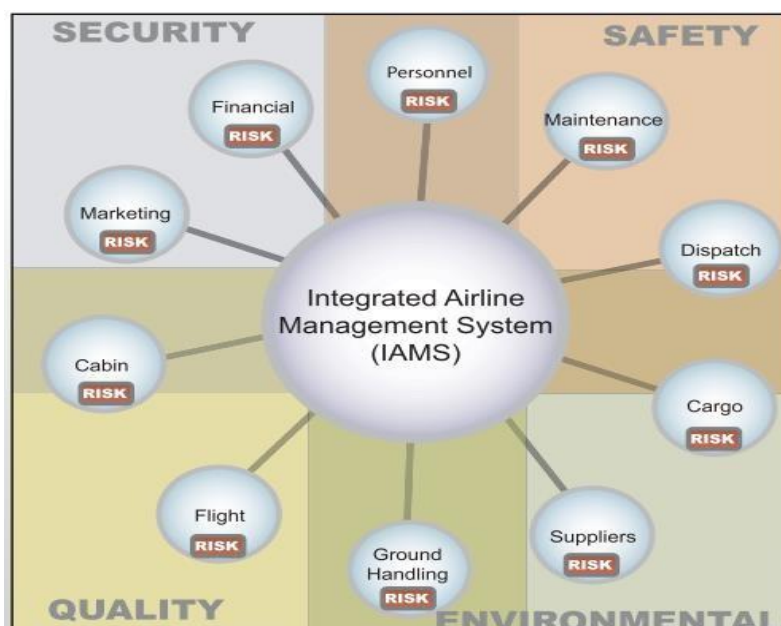 SECURITY
SAFETY
Personnel
RISK
Financial
RISK
Maintenance
RISK
Marketing
RISK
Dispatch
RISK
Integrated Airline
Management System
(IAMS)
Cabin
RISK
Cargo
RISK
Flight
RISK
Suppliers
RISK
Ground
Handling
RISK
QUALITY
ENVIRONMENTAL